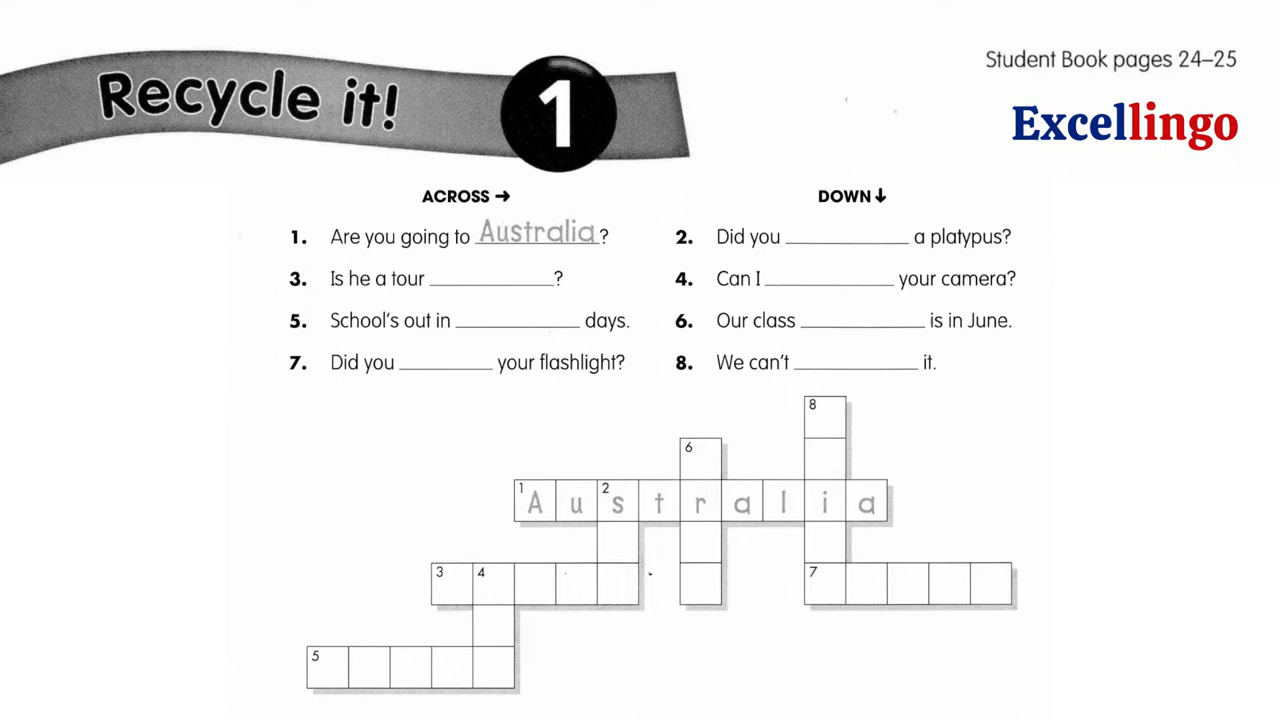 Recycle it!
1
Student Book pages 24–25
Excellingo
ACROSS →
1. Are you going to Australia?
3. Is he a tour ____________?
5. School's out in ____________ days.
7. Did you _________ your flashlight?
DOWN ↓
2. Did you ____________ a platypus?
4. Can I ____________ your camera?
6. Our class ____________ is in June.
8. We can't ____________ it.
8
6
1 A u 2 s t r a l i a
3 4
7
5